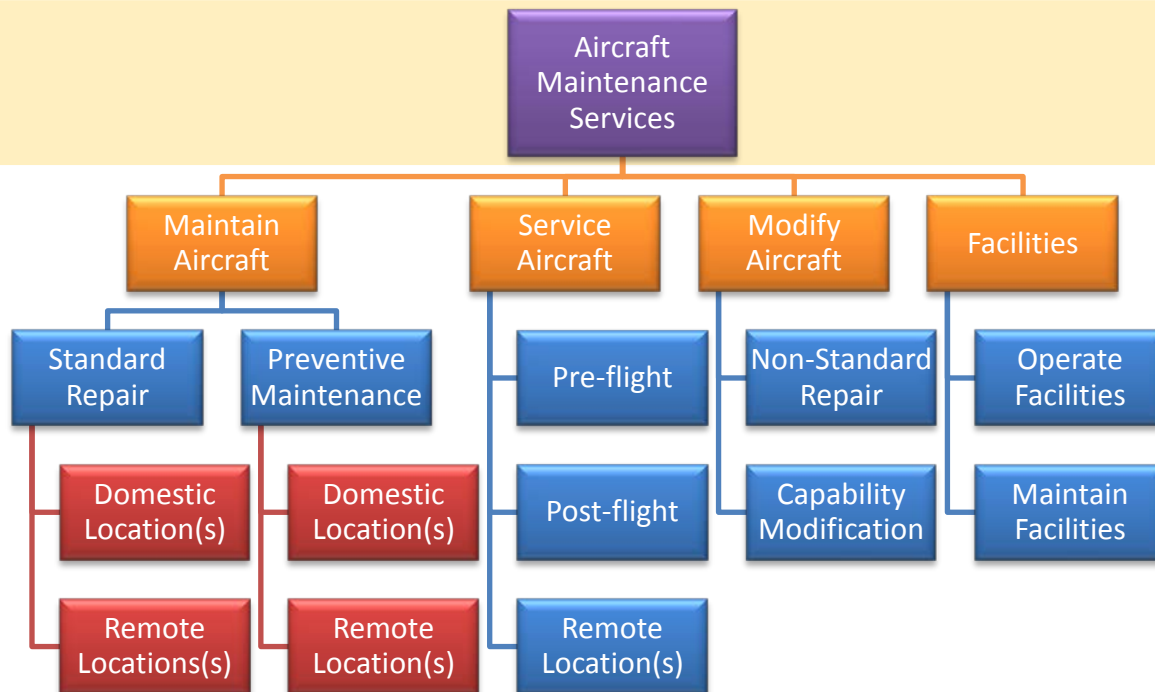 Aircraft
Maintenance
Services
Maintain
Aircraft
Service
Aircraft
Modify
Aircraft
Facilities
Standard
Repair
Preventive
Maintenance
Pre-flight
Non-Standard
Repair
Operate
Facilities
Domestic
Location(s)
Domestic
Location(s)
Post-flight
Capability
Modification
Maintain
Facilities
Remote
Locations(s)
Remote
Location(s)
Remote
Location(s)